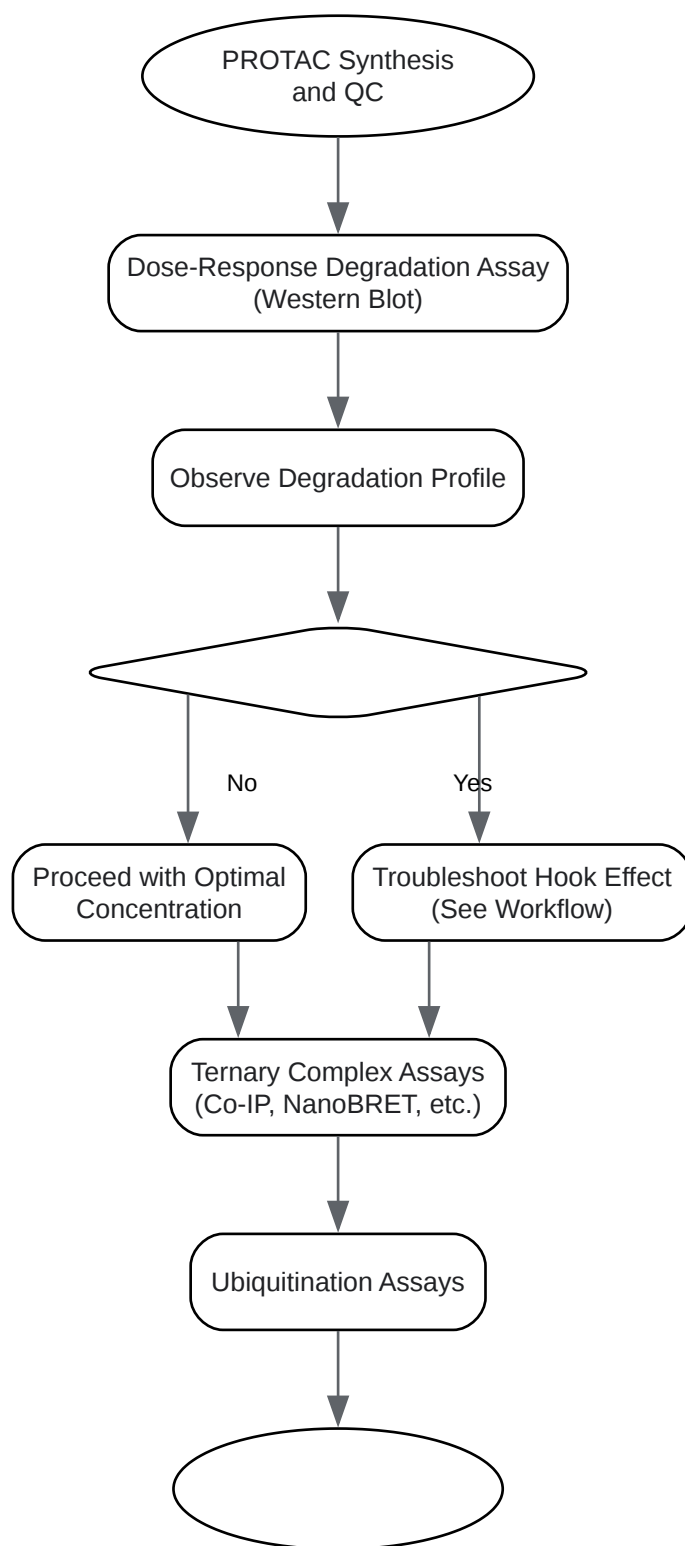 PROTAC Synthesis
and QC
Dose-Response Degradation Assay
(Western Blot)
Observe Degradation Profile
No
Yes
Proceed with Optimal
Concentration
Troubleshoot Hook Effect
(See Workflow)
Ternary Complex Assays
(Co-IP, NanoBRET, etc.)
Ubiquitination Assays